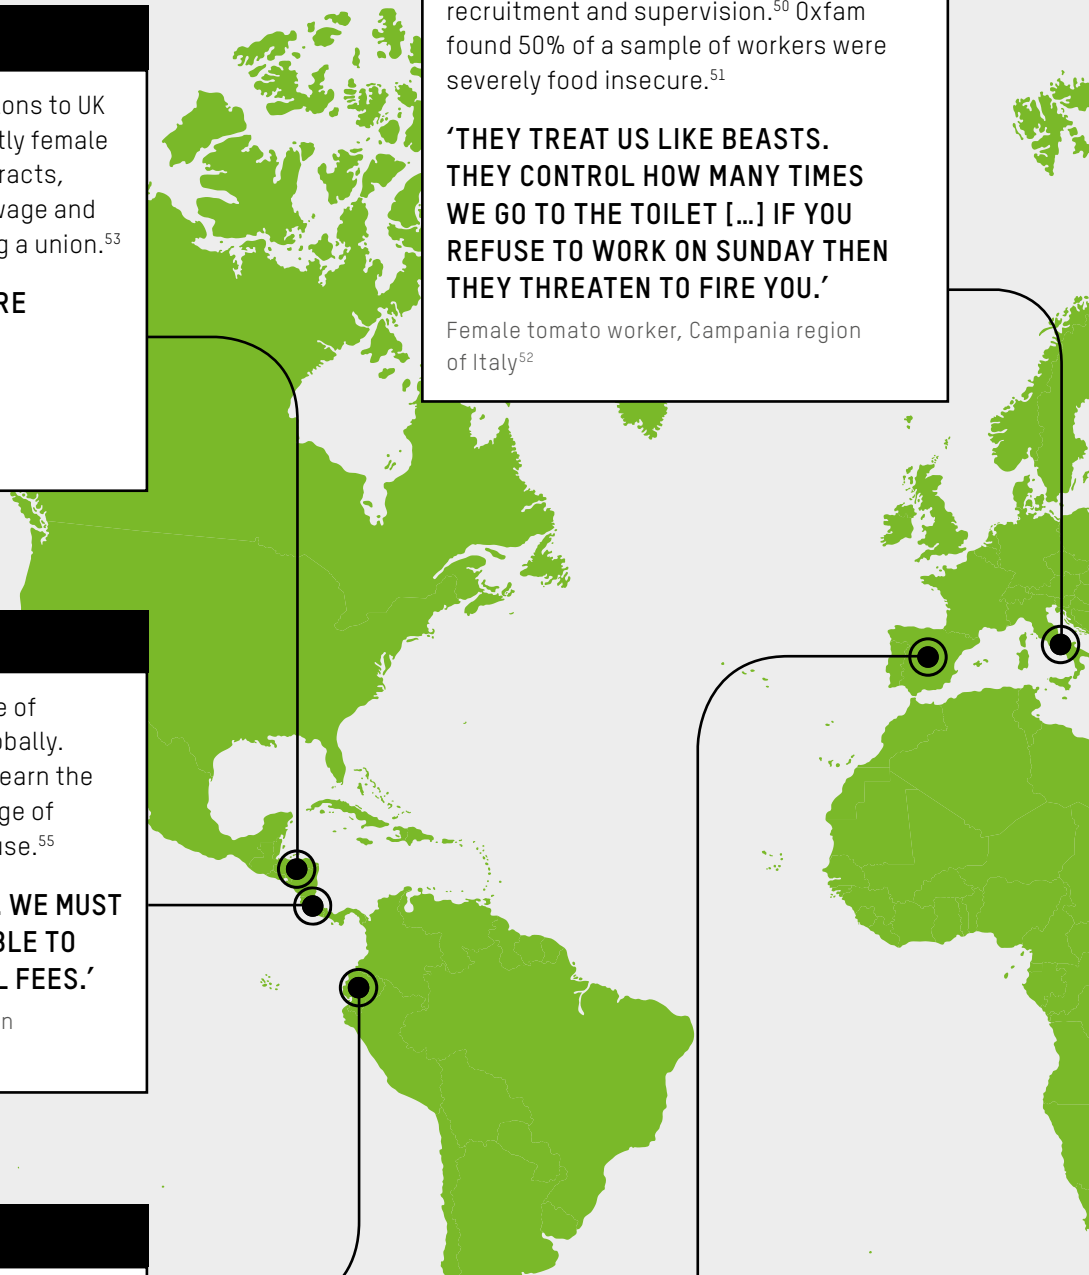 recruitment and supervision.50 Oxfam
found 50% of a sample of workers were
severely food insecure.51
‘THEY TREAT US LIKE BEASTS.
THEY CONTROL HOW MANY TIMES
WE GO TO THE TOILET [...] IF YOU
REFUSE TO WORK ON SUNDAY THEN
THEY THREATEN TO FIRE YOU.’
Female tomato worker, Campania region
of Italy52
ons to UK
tly female
racts,
wage and
g a union.53
RE
e of
obally.
earn the
ge of
use.55
WE MUST
BLE TO
L FEES.’
n